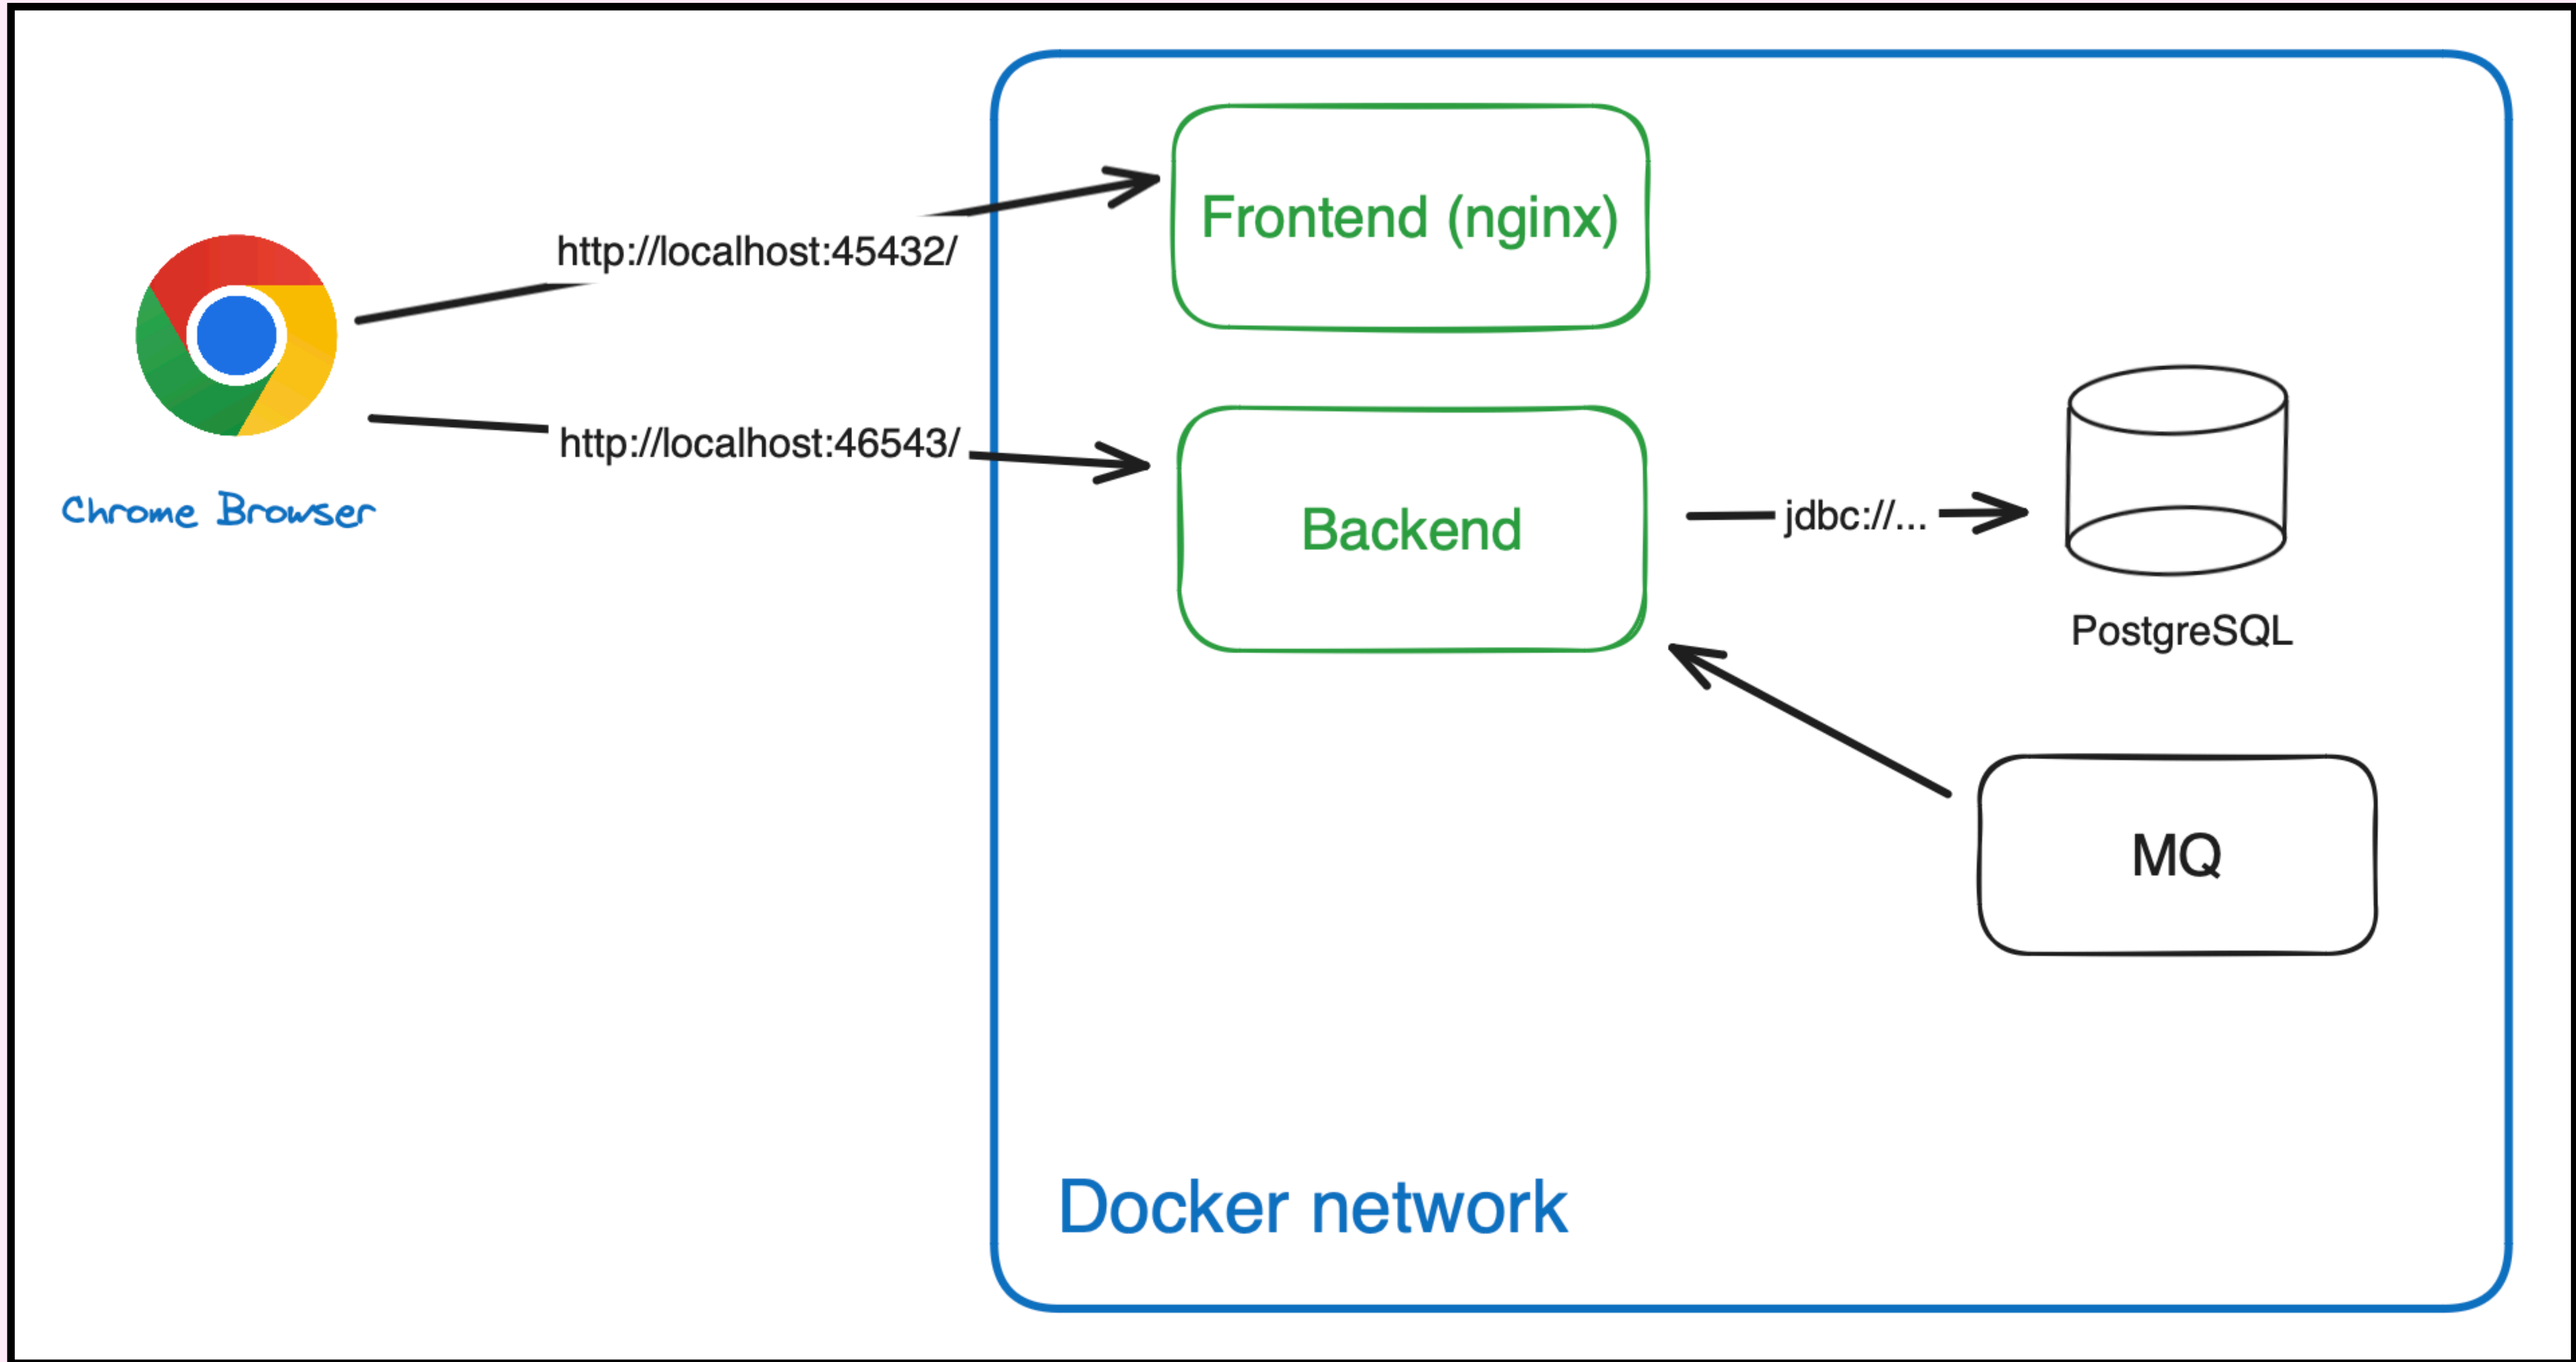 Frontend (nginx)
http://localhost:45432/
http://localhost:46543/
Chrome Browser
Backend
jdbc://...
PostgreSQL
MQ
Docker network